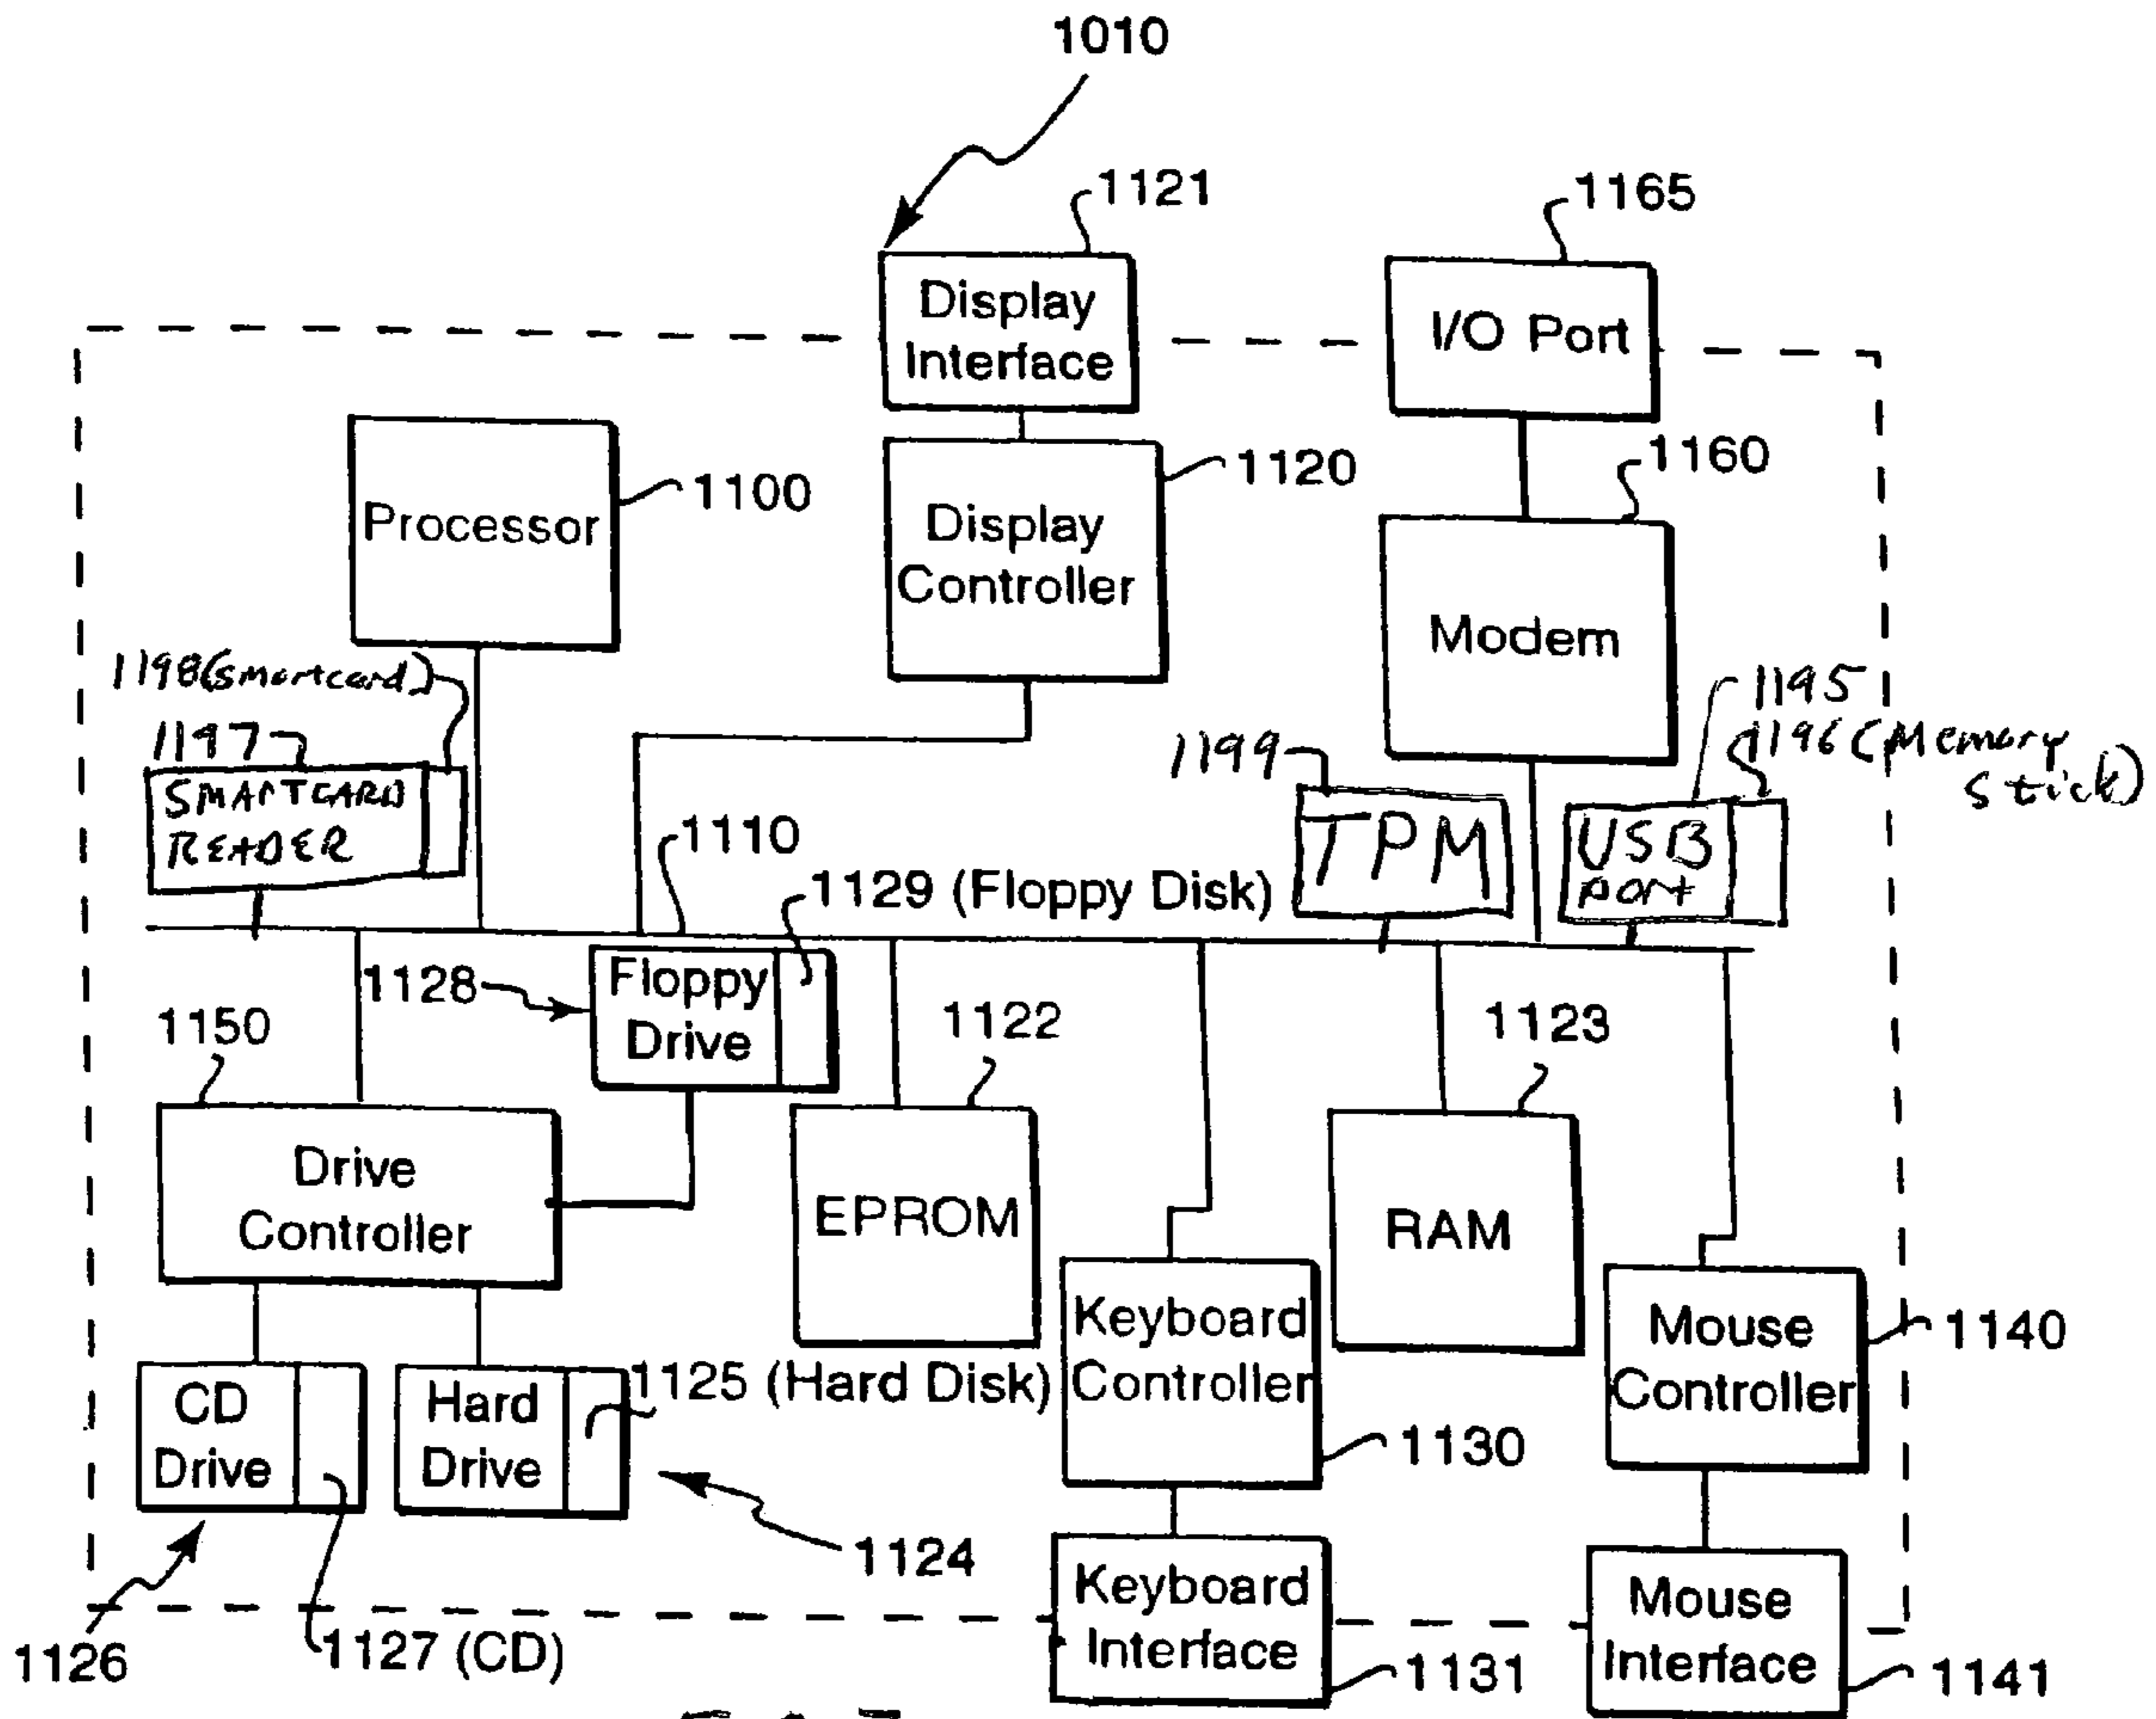 1010
1121
1165
Display
Interface
I/O Port
1160
1120
1100
Processor
Display
Controller
Modem
1198 (smartcard)
1195
1197
1199
1196 (Memory
stick)
SMARTCARD
READER
TPM
USB
port
1110
1129 (Floppy Disk)
1128
Floppy
Drive
1150
1122
1123
Drive
Controller
EPROM
RAM
Keyboard
Controller
Mouse
Controller
1140
1125 (Hard Disk)
CD
Drive
Hard
Drive
1130
1124
Keyboard
Interface
Mouse
Interface
1126
1127 (CD)
1131
1141